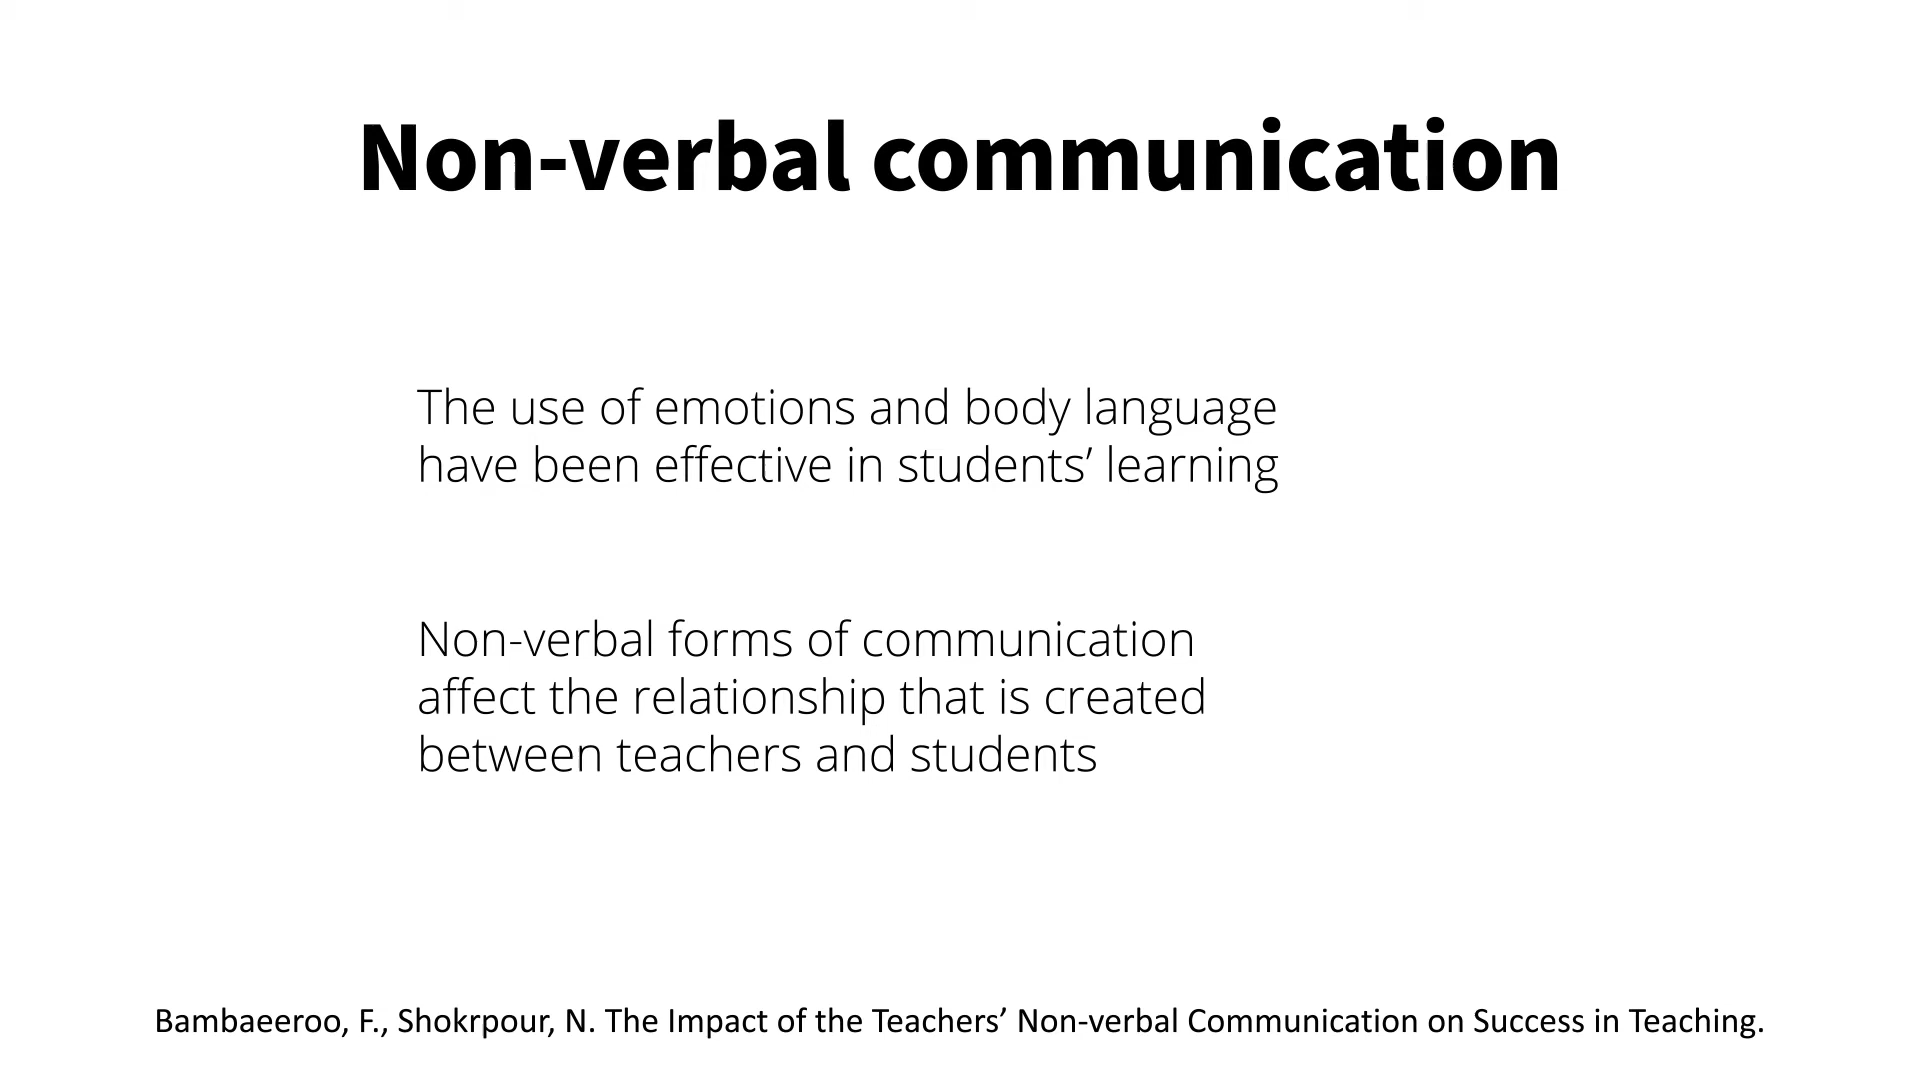 Non-verbal communication
The use of emotions and body language
have been effective in students’ learning
Non-verbal forms of communication
affect the relationship that is created
between teachers and students
Bambaeeroo, F., Shokrpour, N. The Impact of the Teachers’ Non-verbal Communication on Success in Teaching.